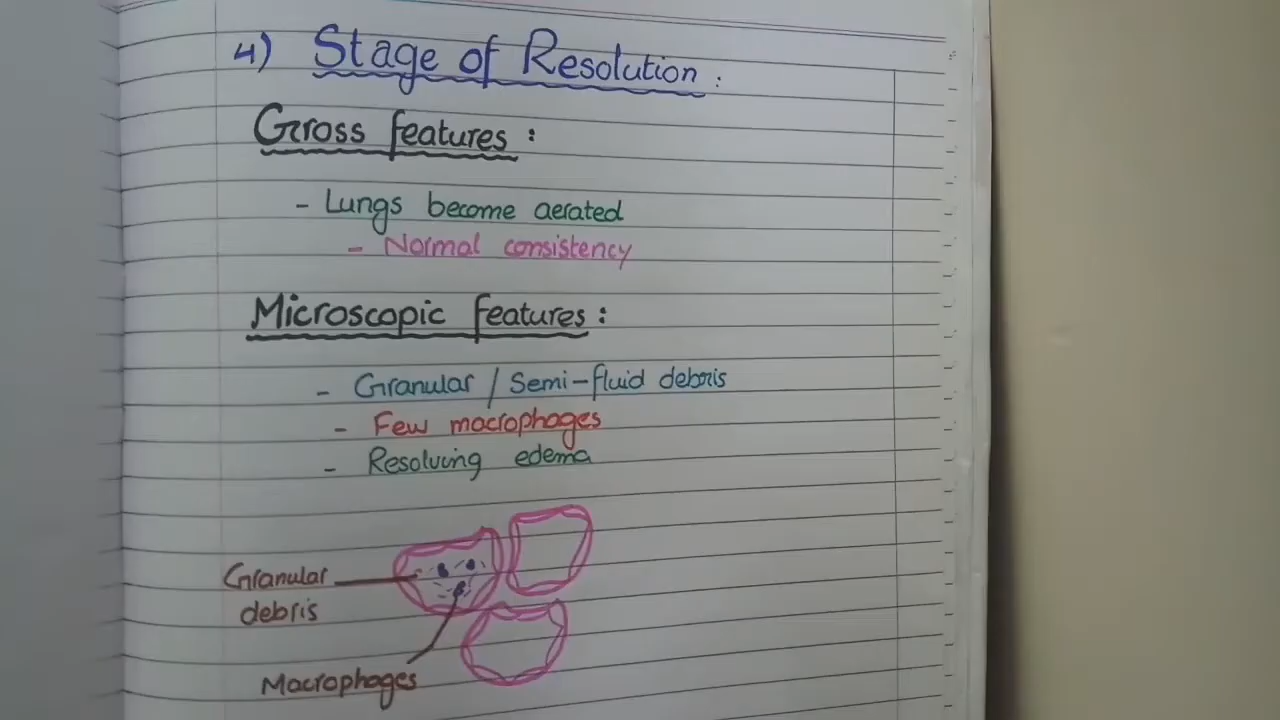 4) Stage of Resolution :
Gross features :
- Lungs become aerated
- Normal consistency
Microscopic features :
- Granular / Semi-fluid debris
- Few macrophages
- Resolving edema
Granular
debris
Macrophages